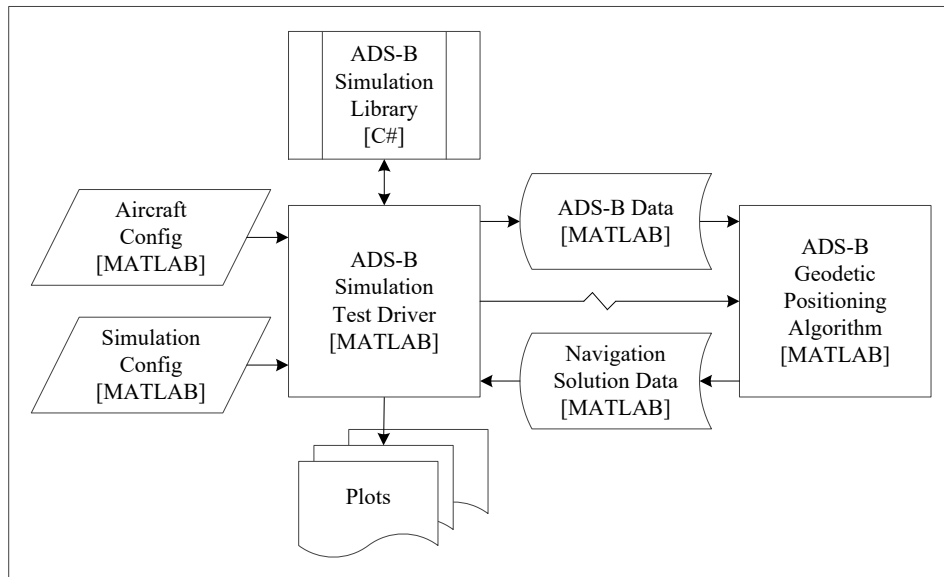 ADS-B
Simulation
Library
[C#]
Aircraft
Config
[MATLAB]
Simulation
Config
[MATLAB]
ADS-B
Simulation
Test Driver
[MATLAB]
ADS-B Data
[MATLAB]
Navigation
Solution Data
[MATLAB]
ADS-B
Geodetic
Positioning
Algorithm
[MATLAB]
Plots